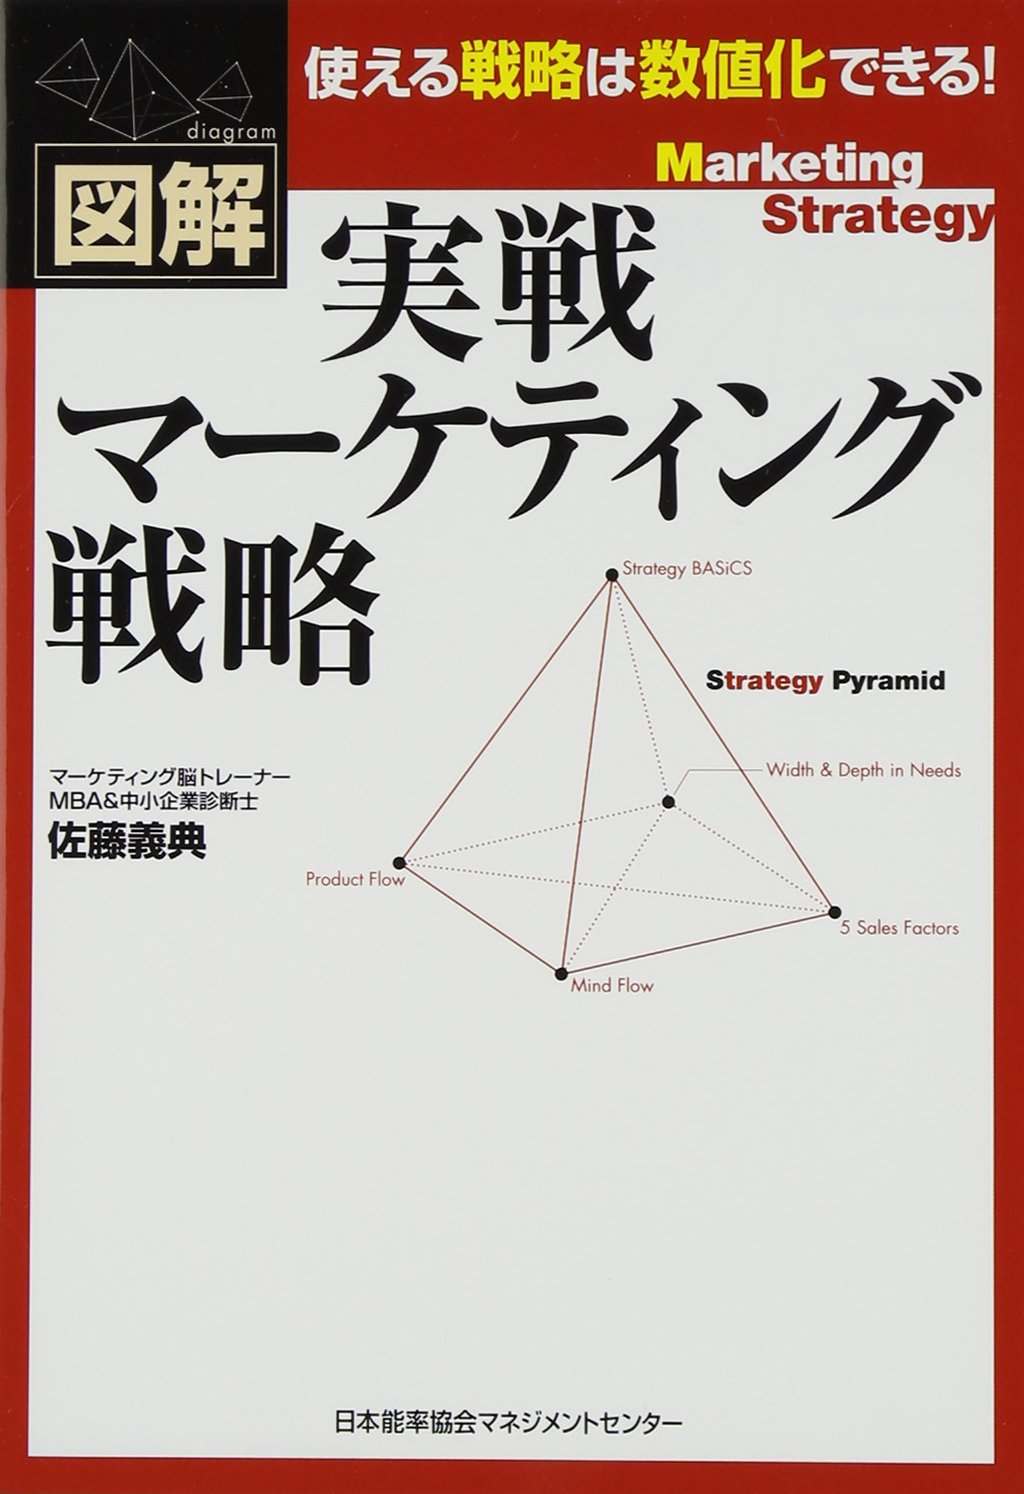 使える戦略は数値化できる!
diagram
図解
Marketing
Strategy
実戦
マーケティング
戦略
Strategy BASiCS
Strategy Pyramid
Width & Depth in Needs
マーケティング脳トレーナー
MBA&中小企業診断士
佐藤義典
Product Flow
5 Sales Factors
Mind Flow
日本能率協会マネジメントセンター